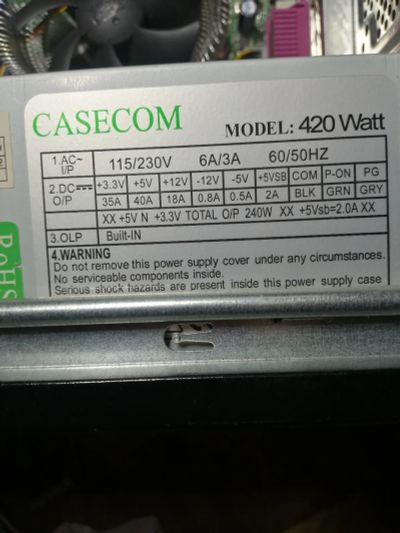 CASECOM MODEL: 420 Watt
1.AC~ I/P 115/230V 6A/3A 60/50HZ
2.DC O/P +3.3V +5V +12V -12V -5V +5VSB COM P-ON PG
35A 40A 18A 0.8A 0.5A 2A BLK GRN GRY
XX +5V N +3.3V TOTAL O/P 240W XX +5Vsb=2.0A XX
3.OLP Built-IN
4.WARNING
Do not remove this power supply cover under any circumstances.
No serviceable components inside.
Serious shock hazards are present inside this power supply case
RoHS